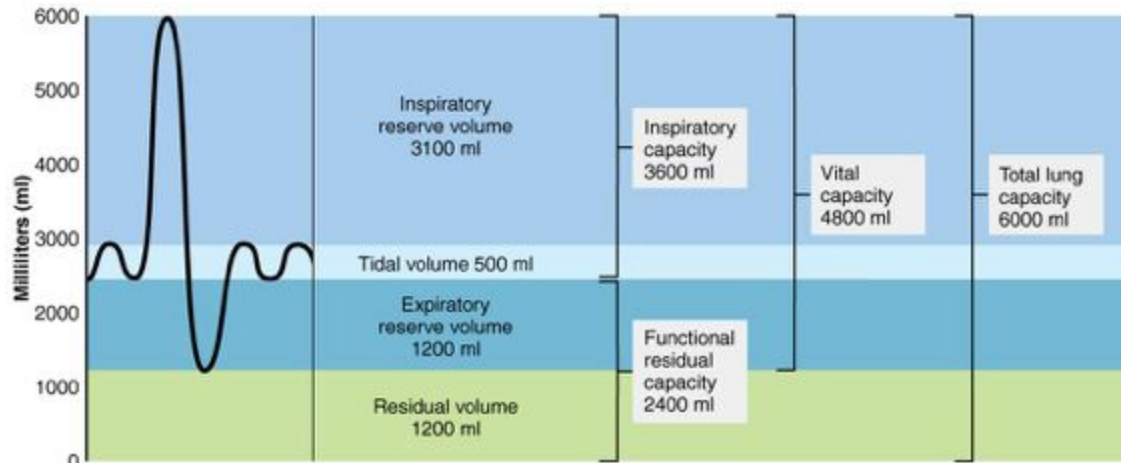 6000
5000
4000
3000
2000
1000
0
Milliliters (ml)
Inspiratory
reserve volume
3100 ml
Tidal volume 500 ml
Expiratory
reserve volume
1200 ml
Residual volume
1200 ml
Inspiratory
capacity
3600 ml
Functional
residual
capacity
2400 ml
Vital
capacity
4800 ml
Total lung
capacity
6000 ml